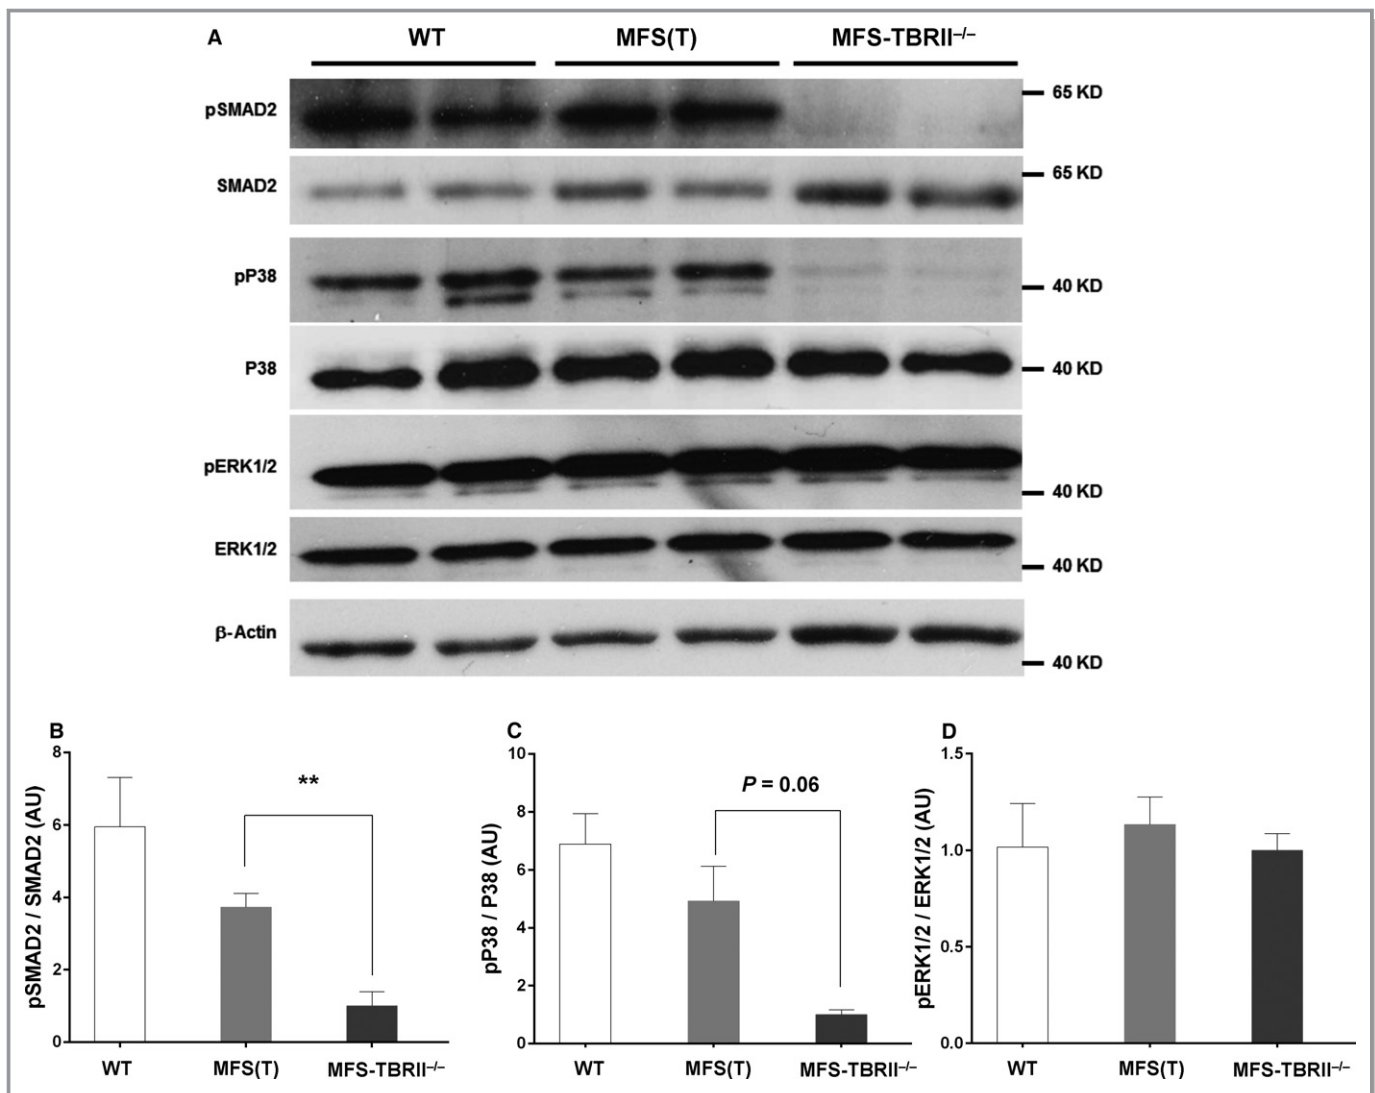 A
WT MFS(T) MFS-TBRII–/–
pSMAD2 65 KD
SMAD2 65 KD
pP38 40 KD
P38 40 KD
pERK1/2 40 KD
ERK1/2 40 KD
β-Actin 40 KD
B
pSMAD2 / SMAD2 (AU)
8
6
4
2
0
**
WT MFS(T) MFS-TBRII–/–
C
pP38 / P38 (AU)
10
8
6
4
2
0
P = 0.06
WT MFS(T) MFS-TBRII–/–
D
pERK1/2 / ERK1/2 (AU)
1.5
1.0
0.5
0.0
WT MFS(T) MFS-TBRII–/–